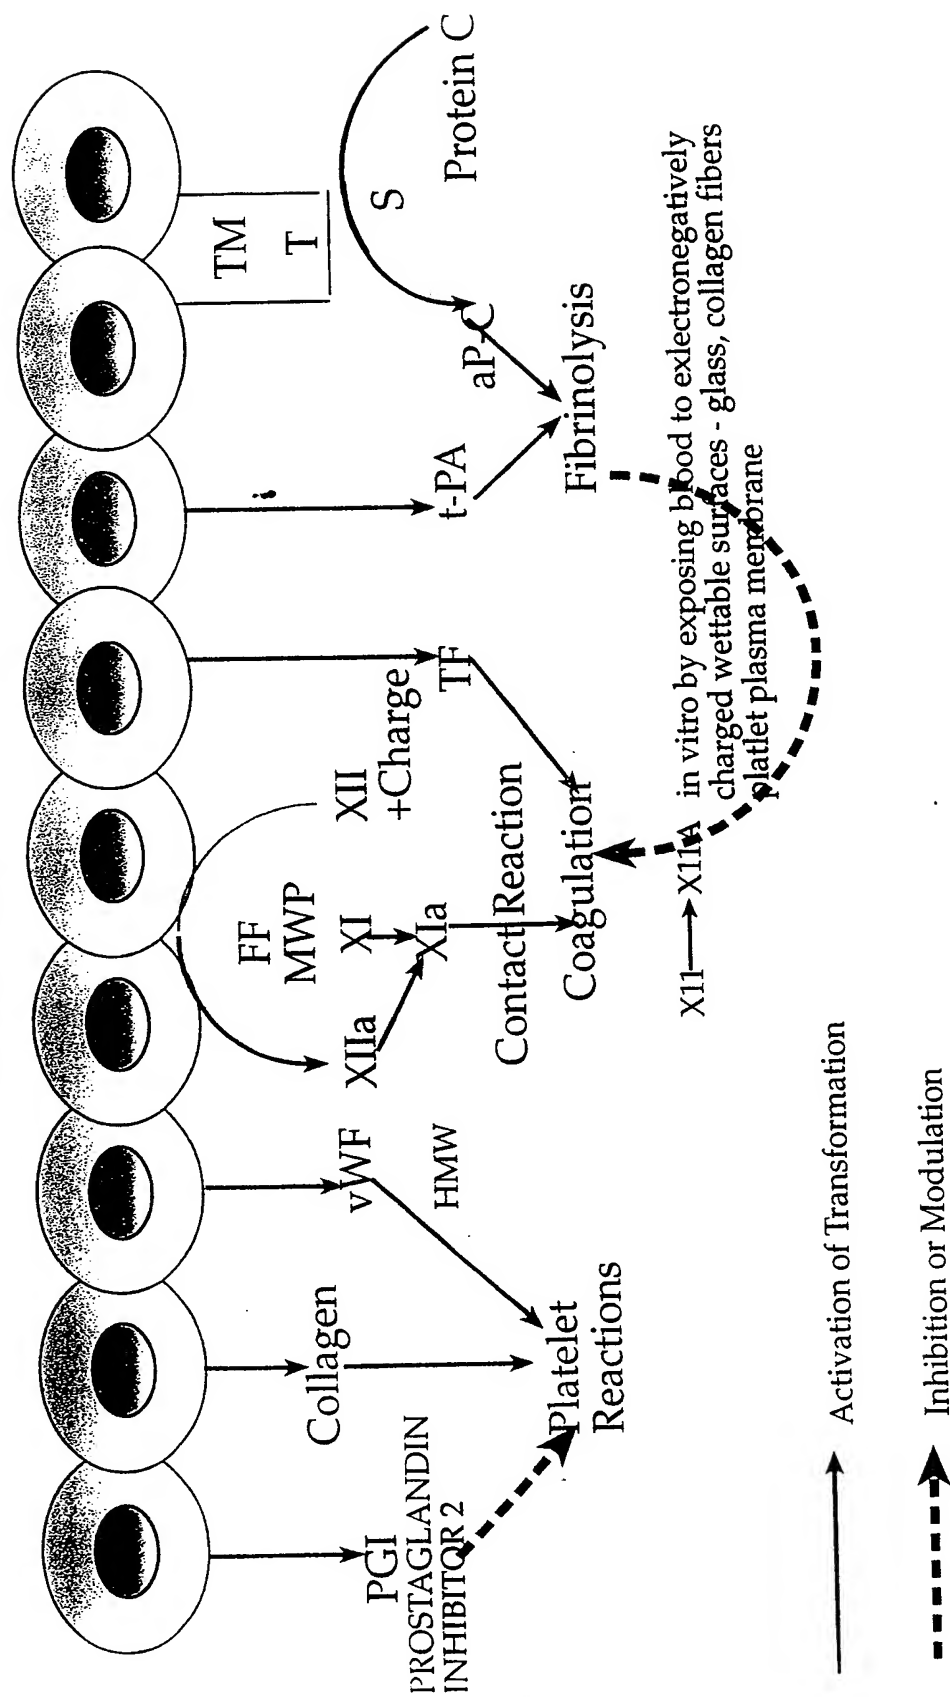 PGI
PROSTAGLANDIN
INHIBITOR 2
Collagen
vWF
HMW
Platelet
Reactions
FF
MWP
XII
+Charge
XI
XIIa
XIa
Contact Reaction
Coagulation
TF
t-PA
TM
T
S
Protein C
aP-C
Fibrinolysis
X11 X11A in vitro by exposing blood to exlectronegatively
charged wettable surfaces - glass, collagen fibers
platlet plasma membrane
Activation of Transformation
Inhibition or Modulation